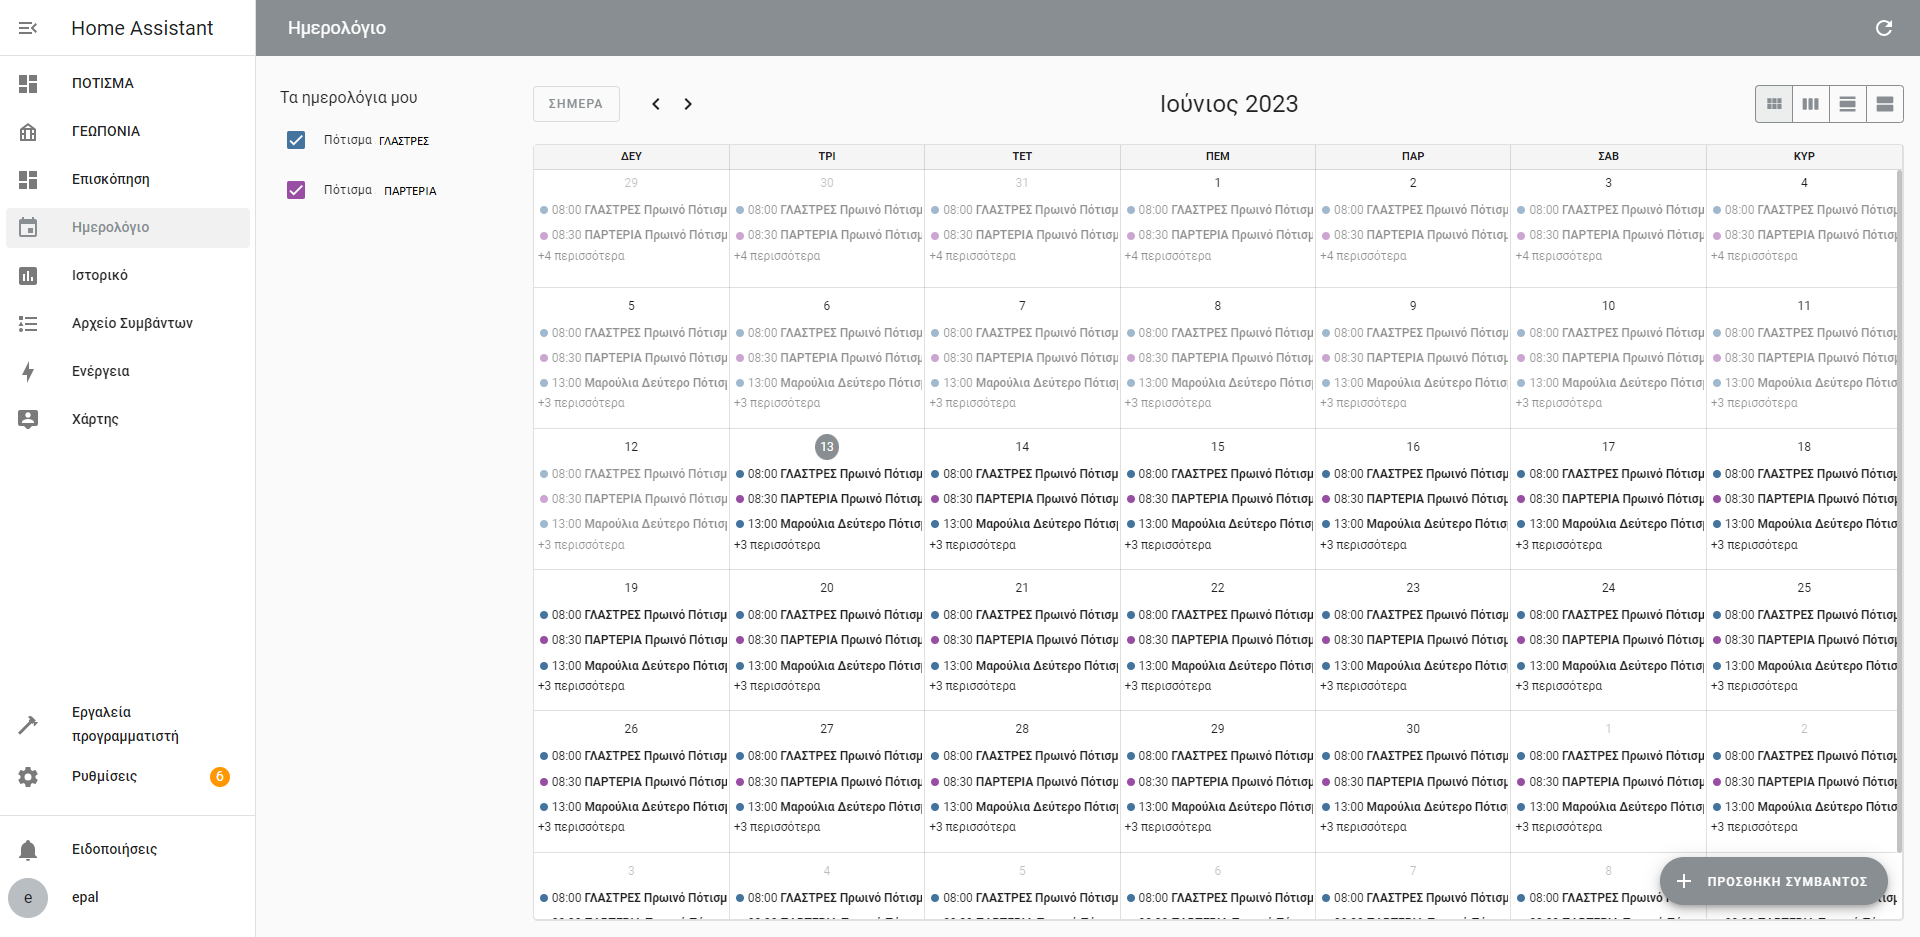 Home Assistant
Ημερολόγιο
ΠΟΤΙΣΜΑ
ΓΕΩΠΟΝΙΑ
Επισκόπηση
Ημερολόγιο
Ιστορικό
Αρχείο Συμβάντων
Ενέργεια
Χάρτης
Εργαλεία
προγραμματιστή
Ρυθμίσεις 6
Ειδοποιήσεις
e epal
Τα ημερολόγια μου
Πότισμα ΓΛΑΣΤΡΕΣ
Πότισμα ΠΑΡΤΕΡΙΑ
ΣΗΜΕΡΑ
Ιούνιος 2023
ΔΕΥ ΤΡΙ ΤΕΤ ΠΕΜ ΠΑΡ ΣΑΒ ΚΥΡ
29 30 31 1 2 3 4
08:00 ΓΛΑΣΤΡΕΣ Πρωινό Πότισμ 08:00 ΓΛΑΣΤΡΕΣ Πρωινό Πότισμ 08:00 ΓΛΑΣΤΡΕΣ Πρωινό Πότισμ 08:00 ΓΛΑΣΤΡΕΣ Πρωινό Πότισμ 08:00 ΓΛΑΣΤΡΕΣ Πρωινό Πότισμ 08:00 ΓΛΑΣΤΡΕΣ Πρωινό Πότισμ 08:00 ΓΛΑΣΤΡΕΣ Πρωινό Πότισμ
08:30 ΠΑΡΤΕΡΙΑ Πρωινό Πότισμ 08:30 ΠΑΡΤΕΡΙΑ Πρωινό Πότισμ 08:30 ΠΑΡΤΕΡΙΑ Πρωινό Πότισμ 08:30 ΠΑΡΤΕΡΙΑ Πρωινό Πότισμ 08:30 ΠΑΡΤΕΡΙΑ Πρωινό Πότισμ 08:30 ΠΑΡΤΕΡΙΑ Πρωινό Πότισμ 08:30 ΠΑΡΤΕΡΙΑ Πρωινό Πότισμ
+4 περισσότερα +4 περισσότερα +4 περισσότερα +4 περισσότερα +4 περισσότερα +4 περισσότερα +4 περισσότερα
5 6 7 8 9 10 11
08:00 ΓΛΑΣΤΡΕΣ Πρωινό Πότισμ 08:00 ΓΛΑΣΤΡΕΣ Πρωινό Πότισμ 08:00 ΓΛΑΣΤΡΕΣ Πρωινό Πότισμ 08:00 ΓΛΑΣΤΡΕΣ Πρωινό Πότισμ 08:00 ΓΛΑΣΤΡΕΣ Πρωινό Πότισμ 08:00 ΓΛΑΣΤΡΕΣ Πρωινό Πότισμ 08:00 ΓΛΑΣΤΡΕΣ Πρωινό Πότισμ
08:30 ΠΑΡΤΕΡΙΑ Πρωινό Πότισμ 08:30 ΠΑΡΤΕΡΙΑ Πρωινό Πότισμ 08:30 ΠΑΡΤΕΡΙΑ Πρωινό Πότισμ 08:30 ΠΑΡΤΕΡΙΑ Πρωινό Πότισμ 08:30 ΠΑΡΤΕΡΙΑ Πρωινό Πότισμ 08:30 ΠΑΡΤΕΡΙΑ Πρωινό Πότισμ 08:30 ΠΑΡΤΕΡΙΑ Πρωινό Πότισμ
13:00 Μαρούλια Δεύτερο Πότισ 13:00 Μαρούλια Δεύτερο Πότισ 13:00 Μαρούλια Δεύτερο Πότισ 13:00 Μαρούλια Δεύτερο Πότισ 13:00 Μαρούλια Δεύτερο Πότισ 13:00 Μαρούλια Δεύτερο Πότισ 13:00 Μαρούλια Δεύτερο Πότισ
+3 περισσότερα +3 περισσότερα +3 περισσότερα +3 περισσότερα +3 περισσότερα +3 περισσότερα +3 περισσότερα
12 13 14 15 16 17 18
08:00 ΓΛΑΣΤΡΕΣ Πρωινό Πότισμ 08:00 ΓΛΑΣΤΡΕΣ Πρωινό Πότισμ 08:00 ΓΛΑΣΤΡΕΣ Πρωινό Πότισμ 08:00 ΓΛΑΣΤΡΕΣ Πρωινό Πότισμ 08:00 ΓΛΑΣΤΡΕΣ Πρωινό Πότισμ 08:00 ΓΛΑΣΤΡΕΣ Πρωινό Πότισμ 08:00 ΓΛΑΣΤΡΕΣ Πρωινό Πότισμ
08:30 ΠΑΡΤΕΡΙΑ Πρωινό Πότισμ 08:30 ΠΑΡΤΕΡΙΑ Πρωινό Πότισμ 08:30 ΠΑΡΤΕΡΙΑ Πρωινό Πότισμ 08:30 ΠΑΡΤΕΡΙΑ Πρωινό Πότισμ 08:30 ΠΑΡΤΕΡΙΑ Πρωινό Πότισμ 08:30 ΠΑΡΤΕΡΙΑ Πρωινό Πότισμ 08:30 ΠΑΡΤΕΡΙΑ Πρωινό Πότισμ
13:00 Μαρούλια Δεύτερο Πότισ 13:00 Μαρούλια Δεύτερο Πότισ 13:00 Μαρούλια Δεύτερο Πότισ 13:00 Μαρούλια Δεύτερο Πότισ 13:00 Μαρούλια Δεύτερο Πότισ 13:00 Μαρούλια Δεύτερο Πότισ 13:00 Μαρούλια Δεύτερο Πότισ
+3 περισσότερα +3 περισσότερα +3 περισσότερα +3 περισσότερα +3 περισσότερα +3 περισσότερα +3 περισσότερα
19 20 21 22 23 24 25
08:00 ΓΛΑΣΤΡΕΣ Πρωινό Πότισμ 08:00 ΓΛΑΣΤΡΕΣ Πρωινό Πότισμ 08:00 ΓΛΑΣΤΡΕΣ Πρωινό Πότισμ 08:00 ΓΛΑΣΤΡΕΣ Πρωινό Πότισμ 08:00 ΓΛΑΣΤΡΕΣ Πρωινό Πότισμ 08:00 ΓΛΑΣΤΡΕΣ Πρωινό Πότισμ 08:00 ΓΛΑΣΤΡΕΣ Πρωινό Πότισμ
08:30 ΠΑΡΤΕΡΙΑ Πρωινό Πότισμ 08:30 ΠΑΡΤΕΡΙΑ Πρωινό Πότισμ 08:30 ΠΑΡΤΕΡΙΑ Πρωινό Πότισμ 08:30 ΠΑΡΤΕΡΙΑ Πρωινό Πότισμ 08:30 ΠΑΡΤΕΡΙΑ Πρωινό Πότισμ 08:30 ΠΑΡΤΕΡΙΑ Πρωινό Πότισμ 08:30 ΠΑΡΤΕΡΙΑ Πρωινό Πότισμ
13:00 Μαρούλια Δεύτερο Πότισ 13:00 Μαρούλια Δεύτερο Πότισ 13:00 Μαρούλια Δεύτερο Πότισ 13:00 Μαρούλια Δεύτερο Πότισ 13:00 Μαρούλια Δεύτερο Πότισ 13:00 Μαρούλια Δεύτερο Πότισ 13:00 Μαρούλια Δεύτερο Πότισ
+3 περισσότερα +3 περισσότερα +3 περισσότερα +3 περισσότερα +3 περισσότερα +3 περισσότερα +3 περισσότερα
26 27 28 29 30 1 2
08:00 ΓΛΑΣΤΡΕΣ Πρωινό Πότισμ 08:00 ΓΛΑΣΤΡΕΣ Πρωινό Πότισμ 08:00 ΓΛΑΣΤΡΕΣ Πρωινό Πότισμ 08:00 ΓΛΑΣΤΡΕΣ Πρωινό Πότισμ 08:00 ΓΛΑΣΤΡΕΣ Πρωινό Πότισμ 08:00 ΓΛΑΣΤΡΕΣ Πρωινό Πότισμ 08:00 ΓΛΑΣΤΡΕΣ Πρωινό Πότισμ
08:30 ΠΑΡΤΕΡΙΑ Πρωινό Πότισμ 08:30 ΠΑΡΤΕΡΙΑ Πρωινό Πότισμ 08:30 ΠΑΡΤΕΡΙΑ Πρωινό Πότισμ 08:30 ΠΑΡΤΕΡΙΑ Πρωινό Πότισμ 08:30 ΠΑΡΤΕΡΙΑ Πρωινό Πότισμ 08:30 ΠΑΡΤΕΡΙΑ Πρωινό Πότισμ 08:30 ΠΑΡΤΕΡΙΑ Πρωινό Πότισμ
13:00 Μαρούλια Δεύτερο Πότισ 13:00 Μαρούλια Δεύτερο Πότισ 13:00 Μαρούλια Δεύτερο Πότισ 13:00 Μαρούλια Δεύτερο Πότισ 13:00 Μαρούλια Δεύτερο Πότισ 13:00 Μαρούλια Δεύτερο Πότισ 13:00 Μαρούλια Δεύτερο Πότισ
+3 περισσότερα +3 περισσότερα +3 περισσότερα +3 περισσότερα +3 περισσότερα +3 περισσότερα +3 περισσότερα
3 4 5 6 7 8
08:00 ΓΛΑΣΤΡΕΣ Πρωινό Πότισμ 08:00 ΓΛΑΣΤΡΕΣ Πρωινό Πότισμ 08:00 ΓΛΑΣΤΡΕΣ Πρωινό Πότισμ 08:00 ΓΛΑΣΤΡΕΣ Πρωινό Πότισμ 08:00 ΓΛΑΣΤΡΕΣ Πρωινό Πότισμ 08:00 ΓΛΑΣΤΡΕΣ Πρωινό
ΠΡΟΣΘΗΚΗ ΣΥΜΒΑΝΤΟΣ